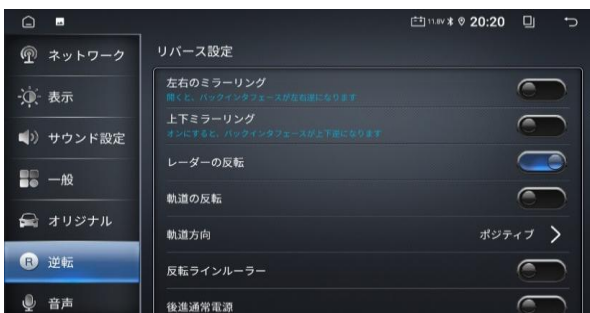 11.8V 20:20
ネットワーク
表示
サウンド設定
一般
オリジナル
R 逆転
音声
リバース設定
左右のミラーリング
開くと、バックインタフェースが左右逆になります
上下ミラーリング
オンにすると、バックインタフェースが上下逆になります
レーダーの反転
軌道の反転
軌道方向 ポジティブ
反転ラインルーラー
後進通常電源